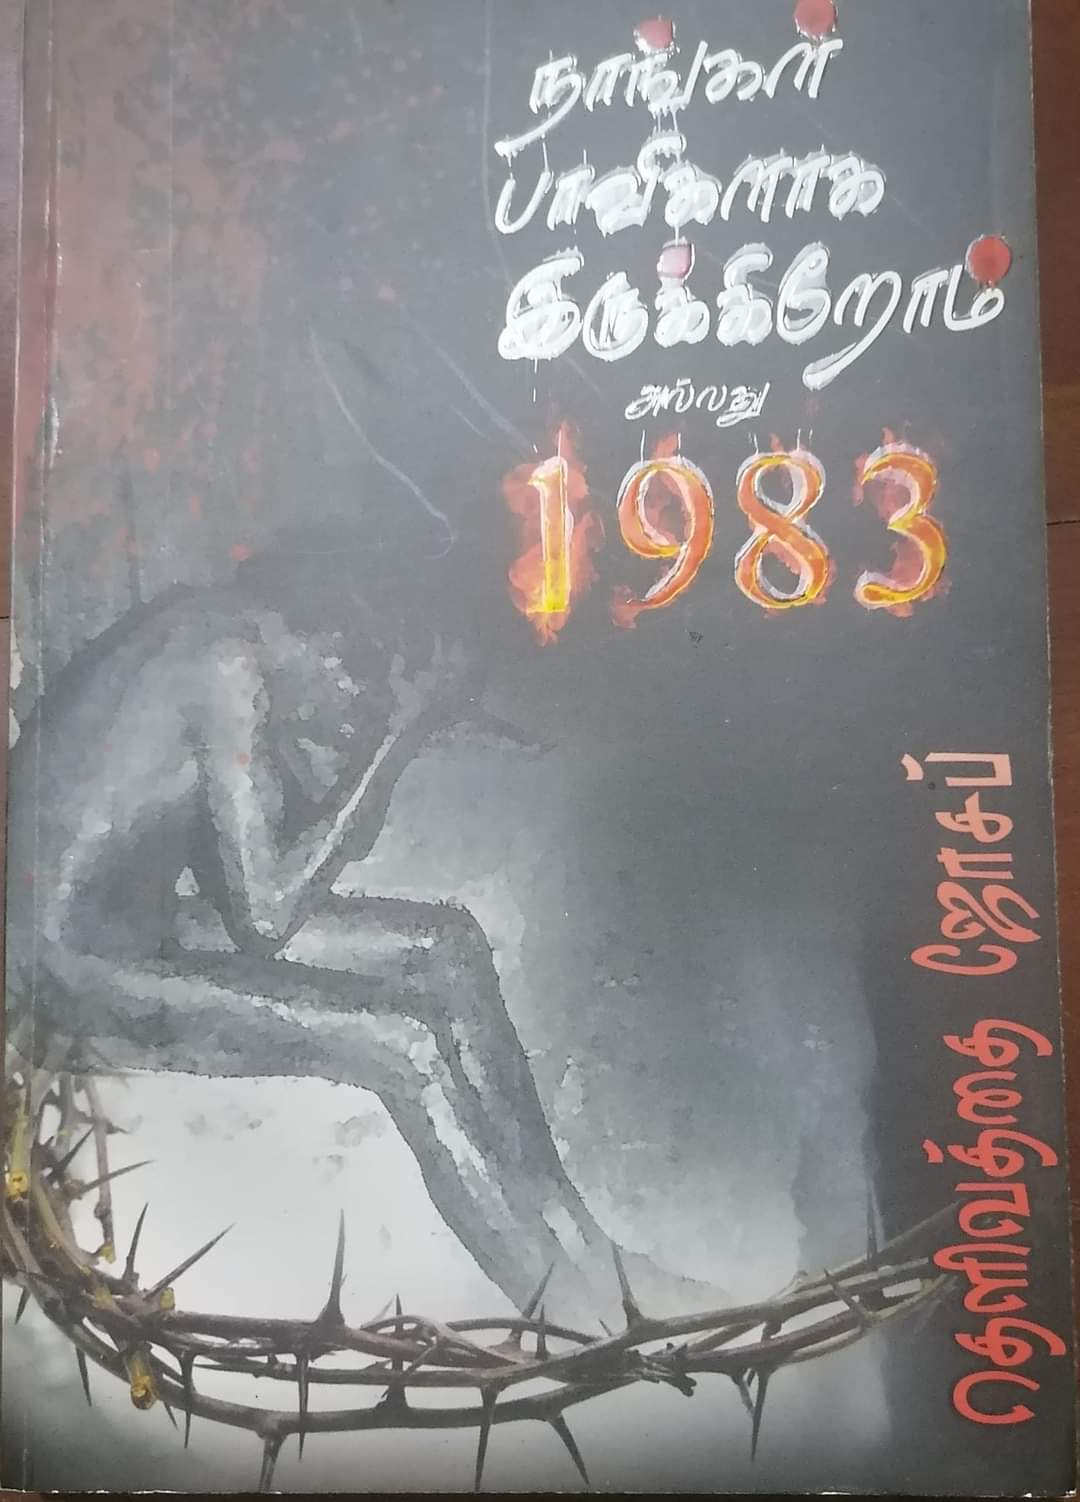 நாங்கள்
பாவிகளாக
இருக்கிறோம்
அல்லது
1983
தெளிவத்தை ஜோசப்